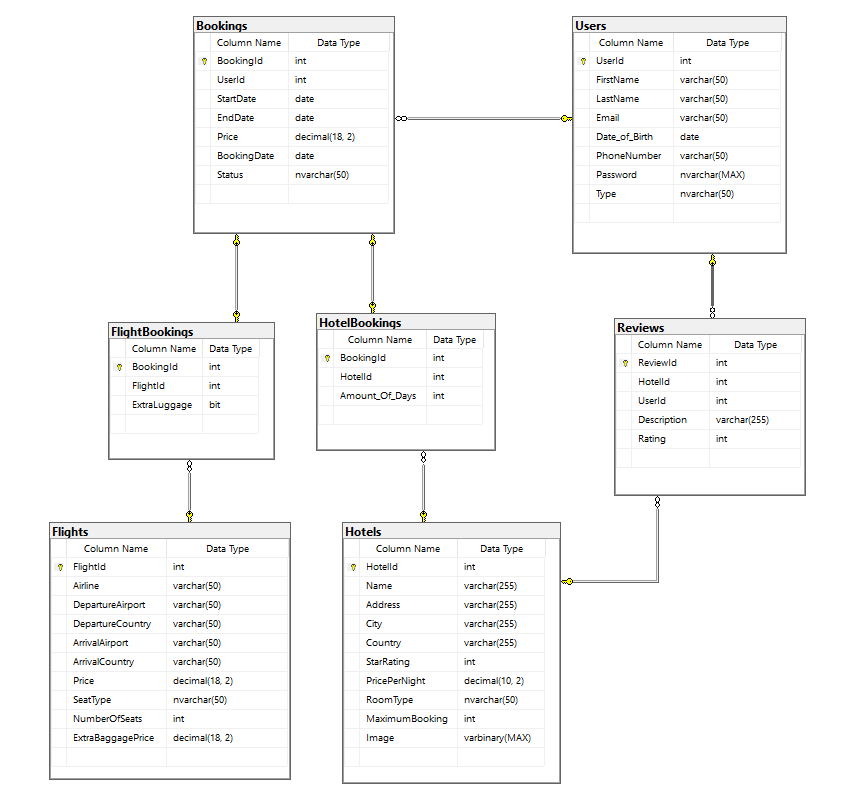 Bookings
Column Name Data Type
BookingId int
UserId int
StartDate date
EndDate date
Price decimal(18, 2)
BookingDate date
Status nvarchar(50)
Users
Column Name Data Type
UserId int
FirstName varchar(50)
LastName varchar(50)
Email varchar(50)
Date_of_Birth date
PhoneNumber varchar(50)
Password nvarchar(MAX)
Type nvarchar(50)
FlightBookings
Column Name Data Type
BookingId int
FlightId int
ExtraLuggage bit
HotelBookings
Column Name Data Type
BookingId int
HotelId int
Amount_Of_Days int
Reviews
Column Name Data Type
ReviewId int
HotelId int
UserId int
Description varchar(255)
Rating int
Flights
Column Name Data Type
FlightId int
Airline varchar(50)
DepartureAirport varchar(50)
DepartureCountry varchar(50)
ArrivalAirport varchar(50)
ArrivalCountry varchar(50)
Price decimal(18, 2)
SeatType nvarchar(50)
NumberOfSeats int
ExtraBaggagePrice decimal(18, 2)
Hotels
Column Name Data Type
HotelId int
Name varchar(255)
Address varchar(255)
City varchar(255)
Country varchar(255)
StarRating int
PricePerNight decimal(10, 2)
RoomType nvarchar(50)
MaximumBooking int
Image varbinary(MAX)